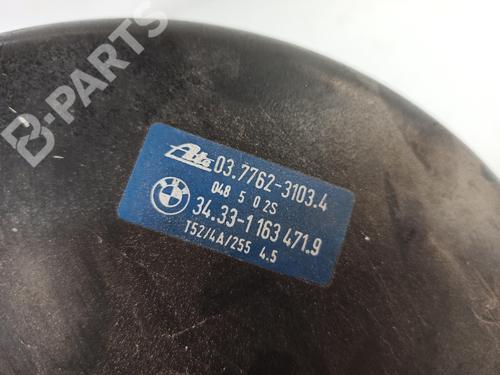 B-PARTS
Ate 03.7762-3103.4
048 5 0 2S
BMW 34.33-1 163 471.9
T52/4A/255 4.5